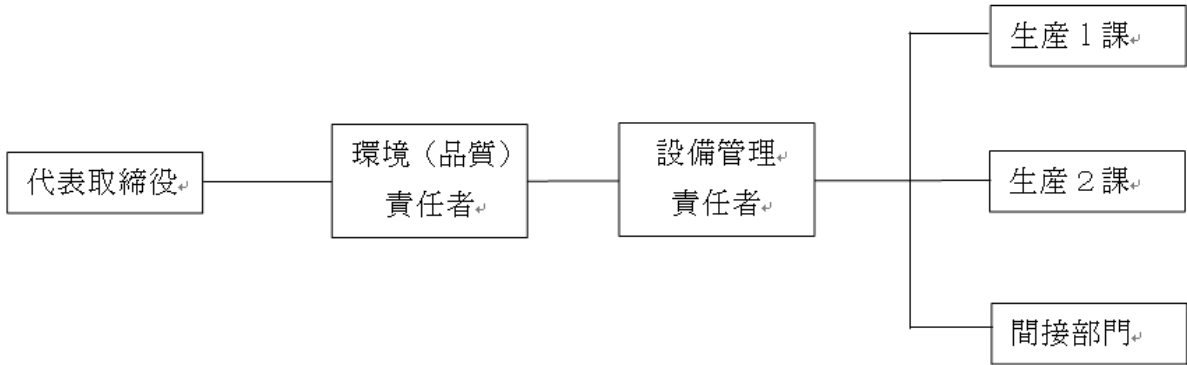 代表取締役
環境（品質）
責任者
設備管理
責任者
生産１課
生産２課
間接部門